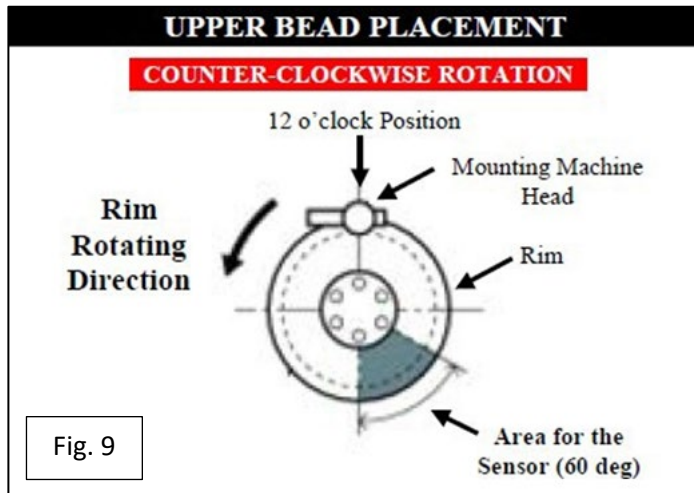 UPPER BEAD PLACEMENT
COUNTER-CLOCKWISE ROTATION
12 o’clock Position
Mounting Machine
Head
Rim
Rotating
Direction
Rim
Fig. 9
Area for the
Sensor (60 deg)